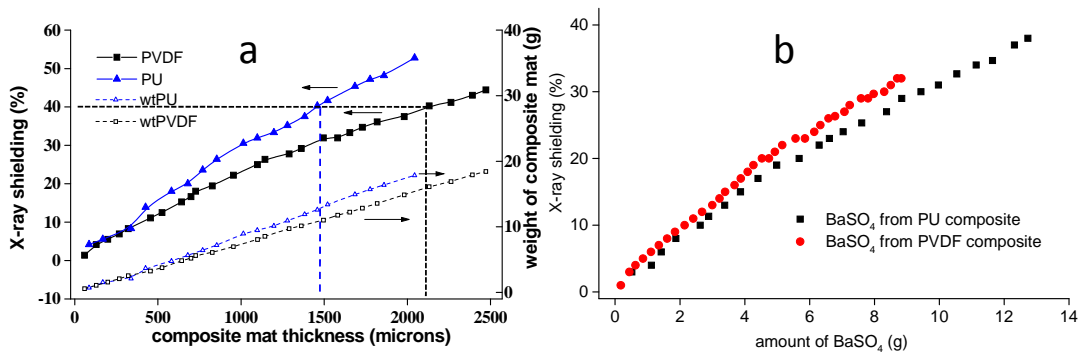 a
PVDF
PU
wtPU
wtPVDF
X-ray shielding (%)
60
50
40
30
20
10
0
-10
0
500
1000
1500
2000
2500
composite mat thickness (microns)
40
30
20
10
0
weight of composite mat (g)
b
X-ray shielding (%)
40
30
20
10
0
0
2
4
6
8
10
12
14
amount of BaSO4 (g)
BaSO4 from PU composite
BaSO4 from PVDF composite